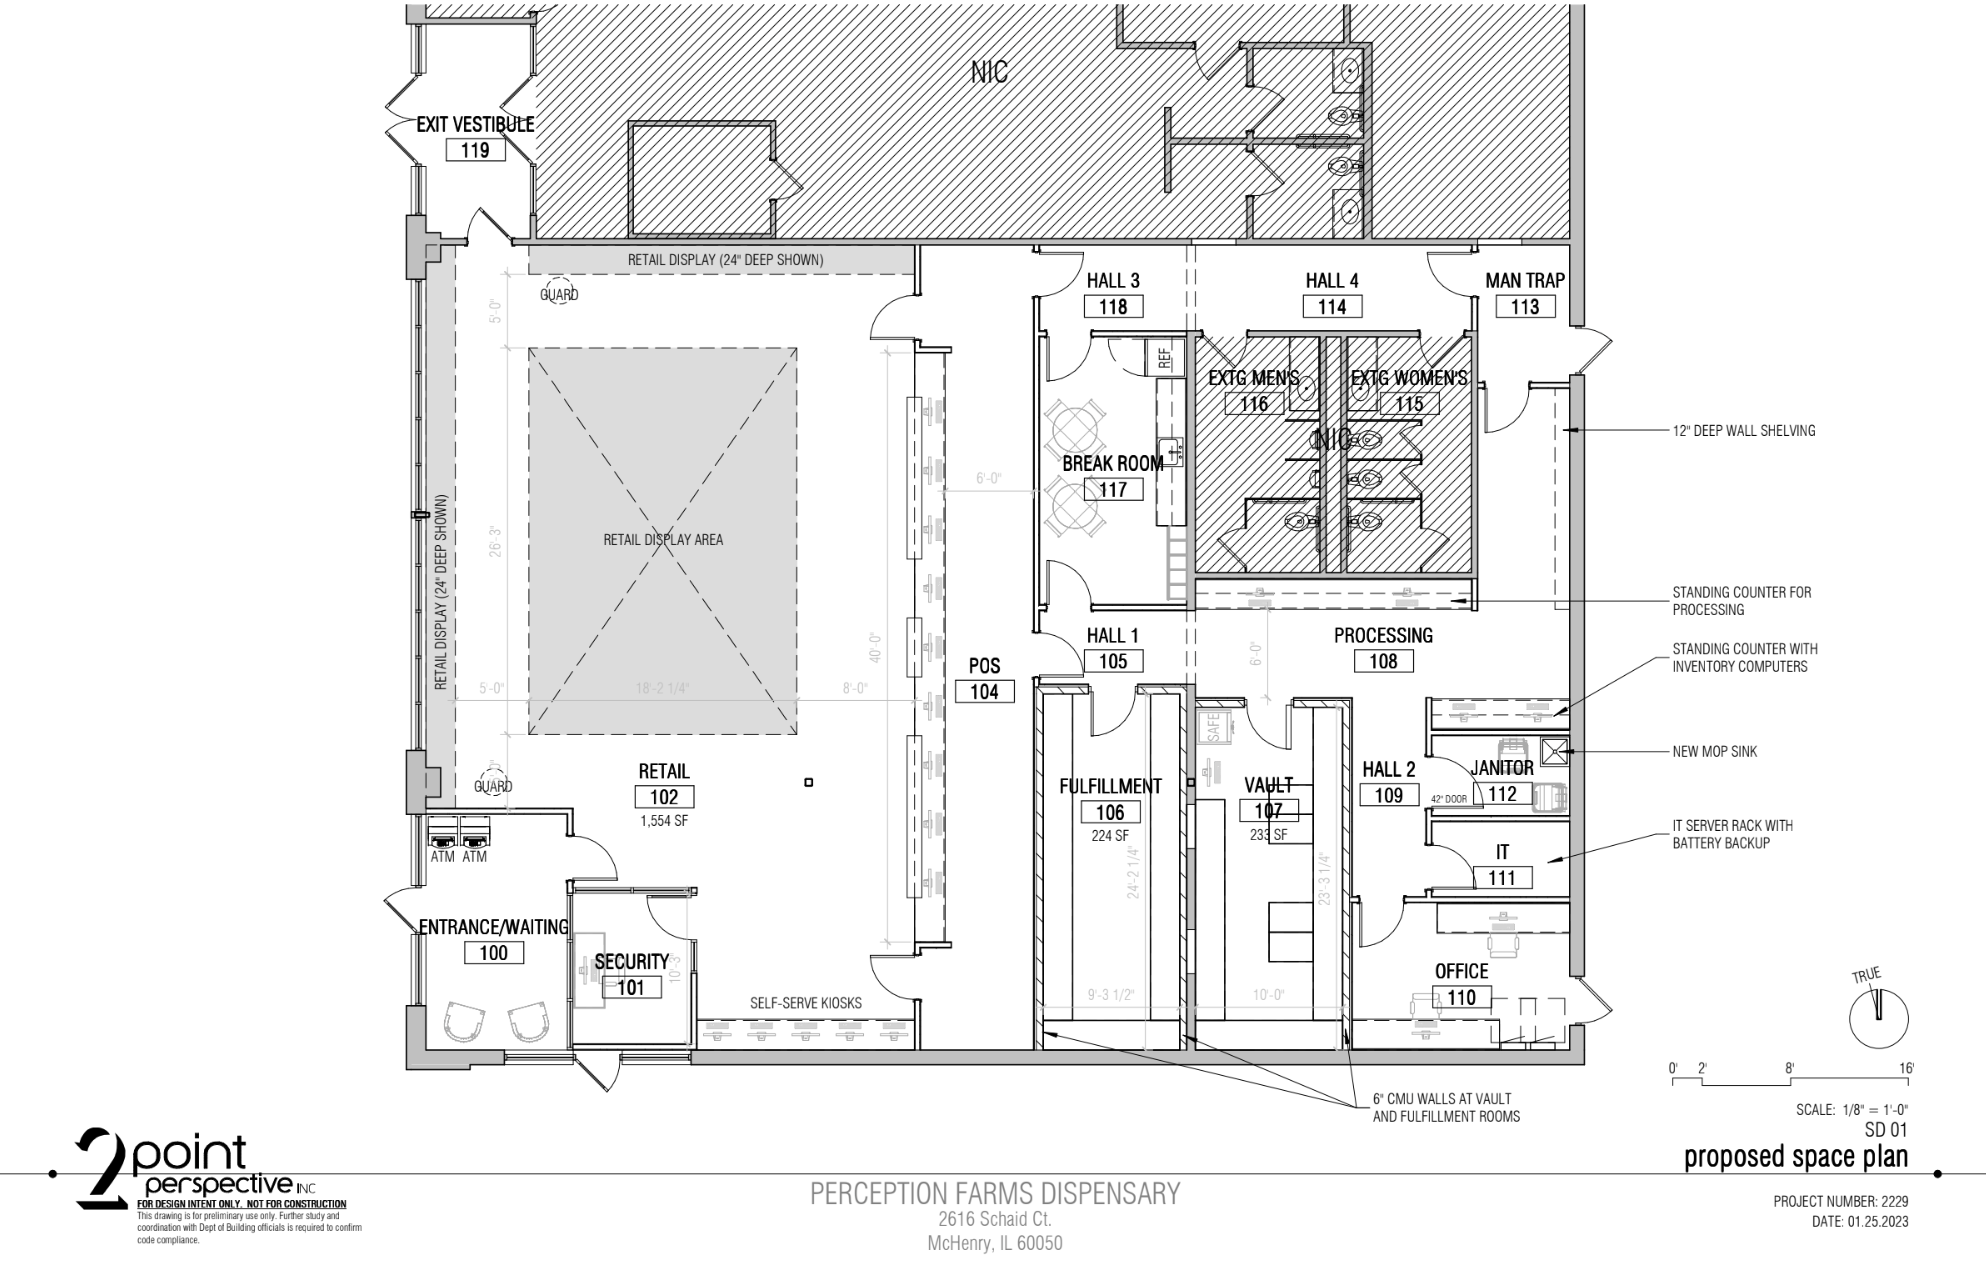 NIC
EXIT VESTIBULE
119
RETAIL DISPLAY (24" DEEP SHOWN)
GUARD
HALL 3
118
HALL 4
114
MAN TRAP
113
5'-0"
REF
EXTG MEN'S
116
EXTG WOMEN'S
115
NIC
12" DEEP WALL SHELVING
BREAK ROOM
117
6'-0"
RETAIL DISPLAY (24" DEEP SHOWN)
26'-3"
RETAIL DISPLAY AREA
STANDING COUNTER FOR
PROCESSING
40'-0"
HALL 1
105
6'-0"
PROCESSING
108
STANDING COUNTER WITH
INVENTORY COMPUTERS
POS
104
5'-0"
18'-2 1/4"
8'-0"
SAFE
NEW MOP SINK
GUARD
RETAIL
102
1,554 SF
FULFILLMENT
106
224 SF
VAULT
107
233 SF
HALL 2
109
42" DOOR
JANITOR
112
IT SERVER RACK WITH
BATTERY BACKUP
ATM
ATM
IT
111
24'-2 1/4"
23'-3 1/4"
ENTRANCE/WAITING
100
SECURITY
101
10'-3"
SELF-SERVE KIOSKS
9'-3 1/2"
10'-0"
OFFICE
110
TRUE
0'
2'
8'
16'
6" CMU WALLS AT VAULT
AND FULFILLMENT ROOMS
SCALE: 1/8" = 1'-0"
SD 01
proposed space plan
2point
perspective INC
FOR DESIGN INTENT ONLY. NOT FOR CONSTRUCTION
This drawing is for preliminary use only. Further study and
coordination with Dept of Building officials is required to confirm
code compliance.
PERCEPTION FARMS DISPENSARY
2616 Schaid Ct.
McHenry, IL 60050
PROJECT NUMBER: 2229
DATE: 01.25.2023